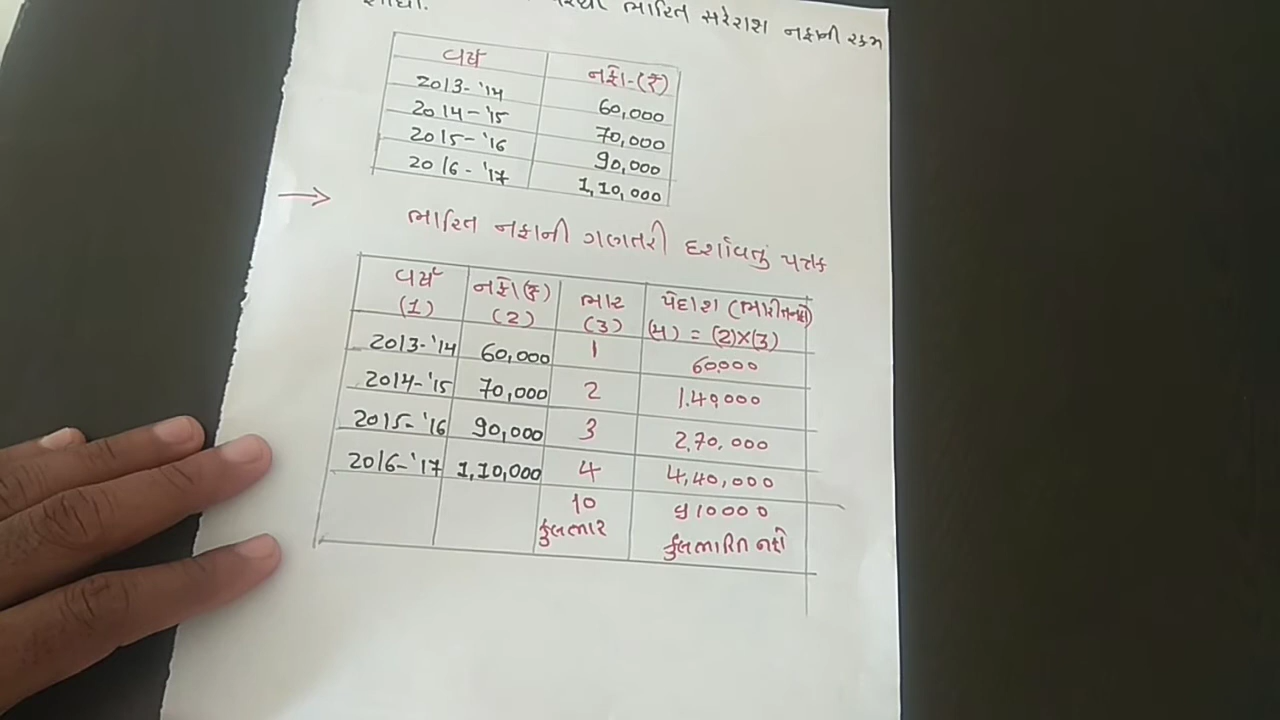 શોધો.
ભારિત સરેરાશ નફાની રકમ
વર્ષ નફો-(₹)
2013-'14 60,000
2014-'15 70,000
2015-'16 90,000
2016-'17 1,10,000
ભારિત નફાની ગણતરી દર્શાવતું પત્રક
વર્ષ નફો(₹) ભાર પેદાશ (ભારીતનફો)
(1) (2) (3) (4) = (2)X(3)
2013-'14 60,000 1 60,000
2014-'15 70,000 2 1,40,000
2015-'16 90,000 3 2,70,000
2016-'17 1,10,000 4 4,40,000
10 910000
કુલભાર કુલભારિત નફો